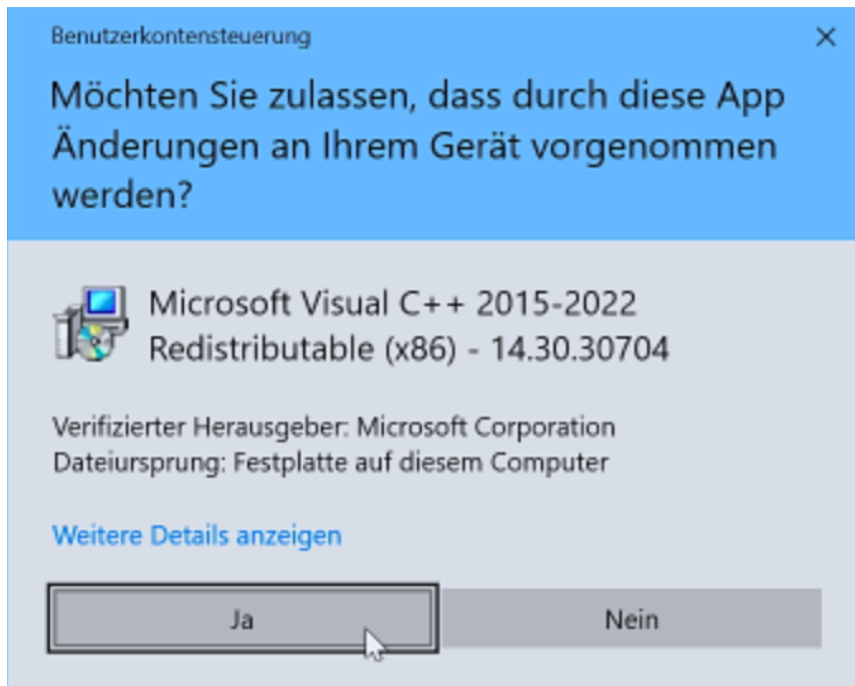 Benutzerkontensteuerung
Möchten Sie zulassen, dass durch diese App
Änderungen an Ihrem Gerät vorgenommen
werden?
Microsoft Visual C++ 2015-2022
Redistributable (x86) - 14.30.30704
Verifizierter Herausgeber: Microsoft Corporation
Dateiursprung: Festplatte auf diesem Computer
Weitere Details anzeigen
Ja
Nein